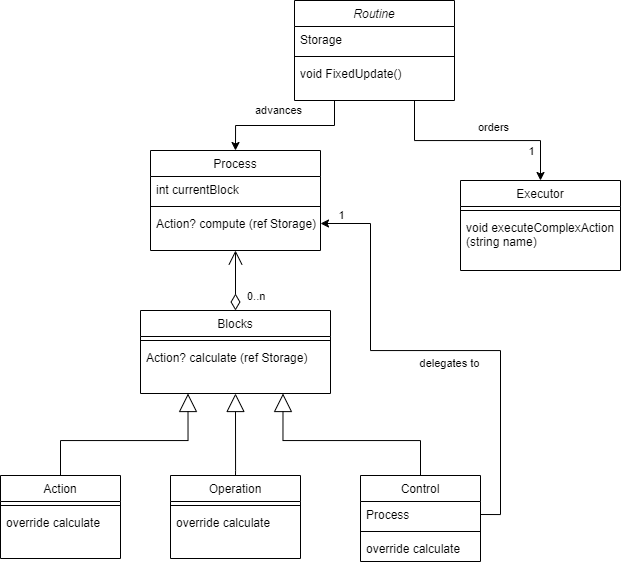 Routine
Storage
void FixedUpdate()
advances
orders
1
Process
int currentBlock
Action? compute (ref Storage)
1
Executor
void executeComplexAction
(string name)
0..n
Blocks
Action? calculate (ref Storage)
delegates to
Action
override calculate
Operation
override calculate
Control
Process
override calculate